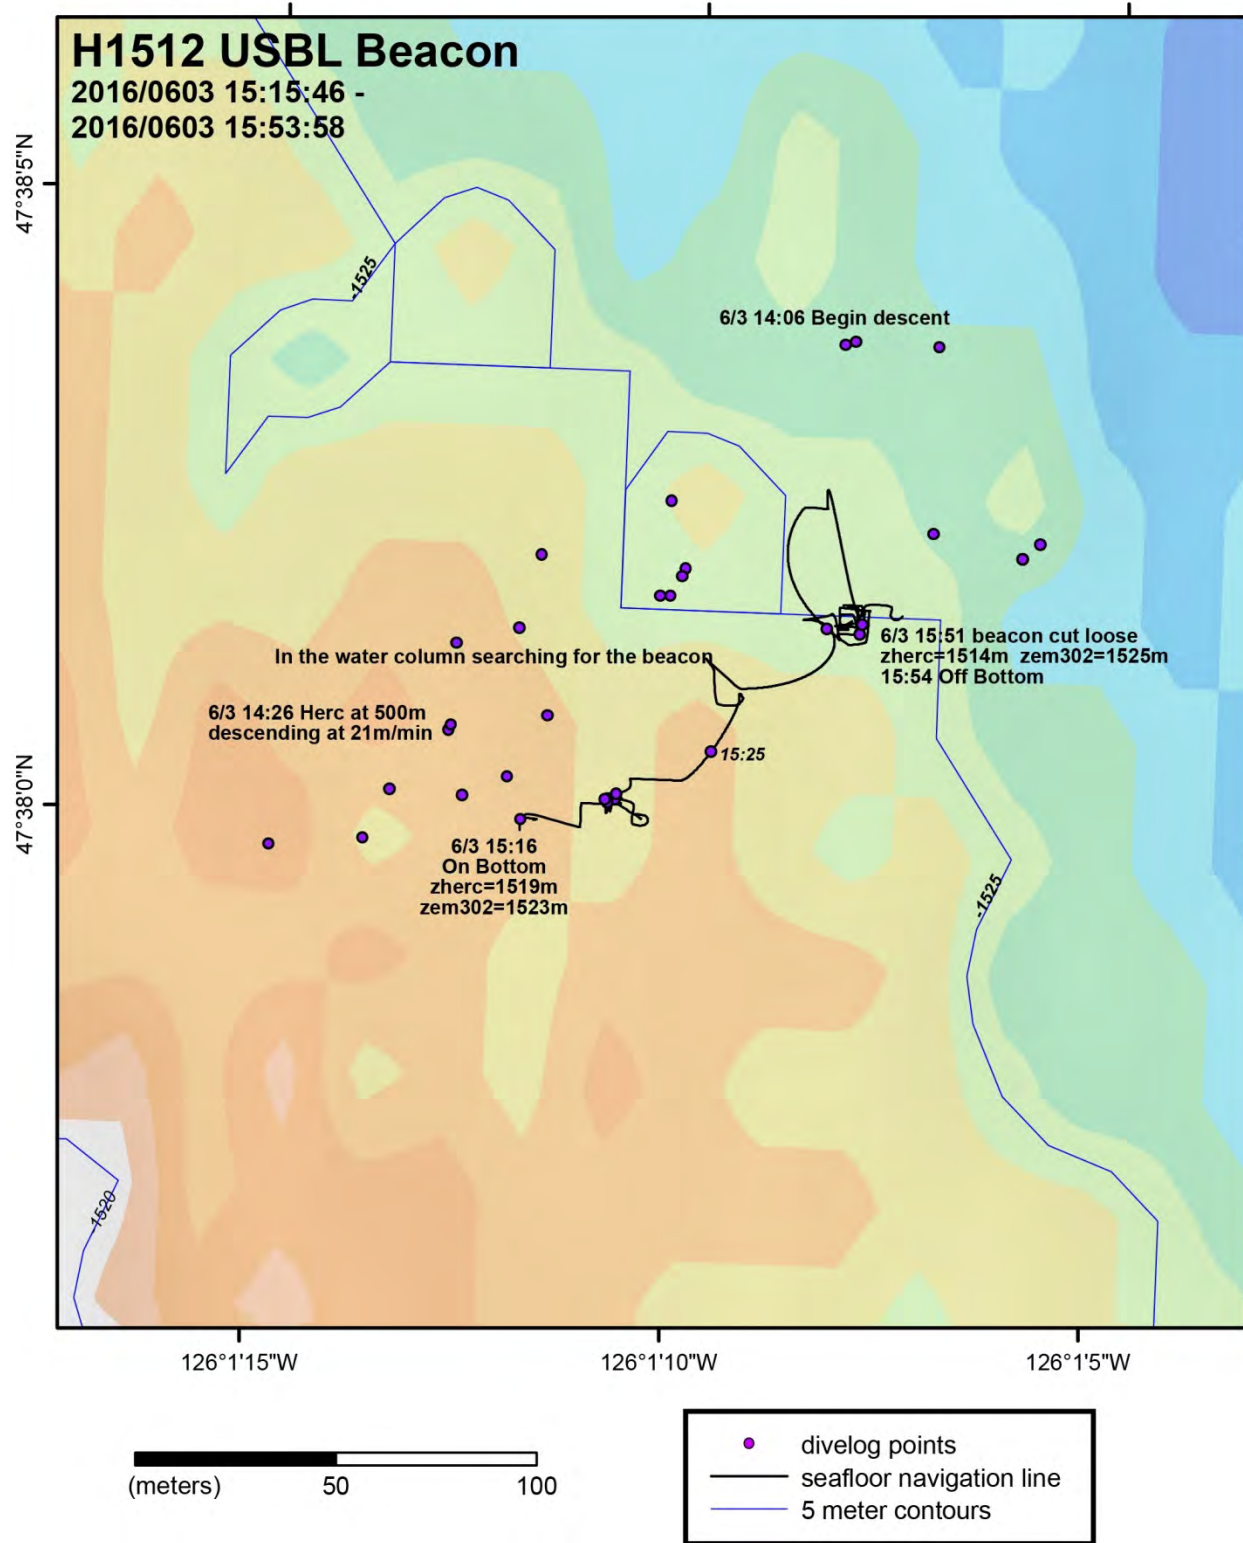 H1512 USBL Beacon
2016/0603 15:15:46 -
2016/0603 15:53:58
47°38'5"N
-1525
6/3 14:06 Begin descent
6/3 15:51 beacon cut loose
zherc=1514m zem302=1525m
15:54 Off Bottom
In the water column searching for the beacon
6/3 14:26 Herc at 500m
descending at 21m/min
15:25
47°38'0"N
6/3 15:16
On Bottom
zherc=1519m
zem302=1523m
-1525
-1520
126°1'15"W
126°1'10"W
126°1'5"W
(meters)
50
100
divelog points
seafloor navigation line
5 meter contours